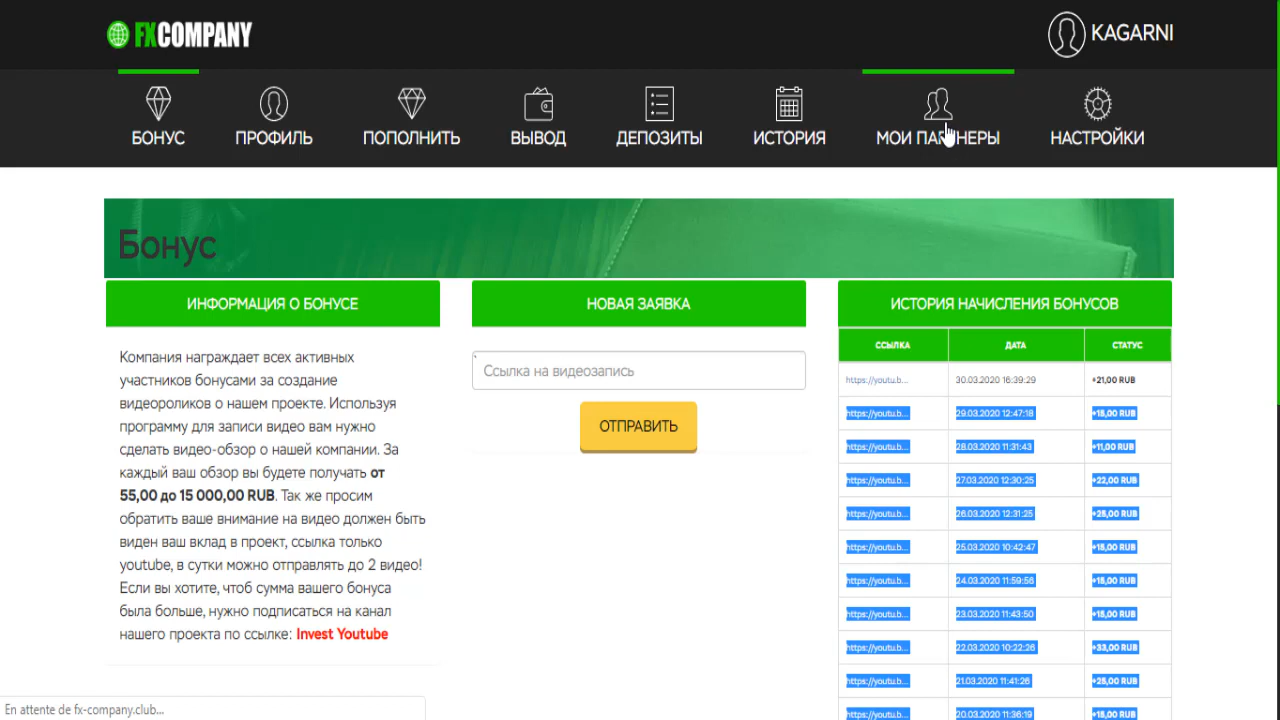 FXCOMPANY
KAGARNI
БОНУС
ПРОФИЛЬ
ПОПОЛНИТЬ
ВЫВОД
ДЕПОЗИТЫ
ИСТОРИЯ
МОИ ПАРТНЕРЫ
НАСТРОЙКИ
Бонус
ИНФОРМАЦИЯ О БОНУСЕ
Компания награждает всех активных
участников бонусами за создание
видеороликов о нашем проекте. Используя
программу для записи видео вам нужно
сделать видео-обзор о нашей компании. За
каждый ваш обзор вы будете получать от
55,00 до 15 000,00 RUB. Так же просим
обратить ваше внимание на видео должен быть
виден ваш вклад в проект, ссылка только
youtube, в сутки можно отправлять до 2 видео!
Если вы хотите, чтоб сумма вашего бонуса
была больше, нужно подписаться на канал
нашего проекта по ссылке: Invest Youtube
НОВАЯ ЗАЯВКА
Ссылка на видеозапись
ОТПРАВИТЬ
ИСТОРИЯ НАЧИСЛЕНИЯ БОНУСОВ
ССЫЛКА ДАТА СТАТУС
https://youtu.b... 30.03.2020 16:39:29 +21,00 RUB
https://youtu.b... 29.03.2020 12:47:18 +15,00 RUB
https://youtu.b... 28.03.2020 11:31:43 +11,00 RUB
https://youtu.b... 27.03.2020 12:30:25 +22,00 RUB
https://youtu.b... 26.03.2020 12:31:25 +25,00 RUB
https://youtu.b... 25.03.2020 10:42:47 +15,00 RUB
https://youtu.b... 24.03.2020 11:59:56 +15,00 RUB
https://youtu.b... 23.03.2020 11:43:50 +15,00 RUB
https://youtu.b... 22.03.2020 10:22:26 +33,00 RUB
https://youtu.b... 21.03.2020 11:41:26 +25,00 RUB
https://youtu.b... 20.03.2020 11:36:19 +15,00 RUB
En attente de fx-company.club...